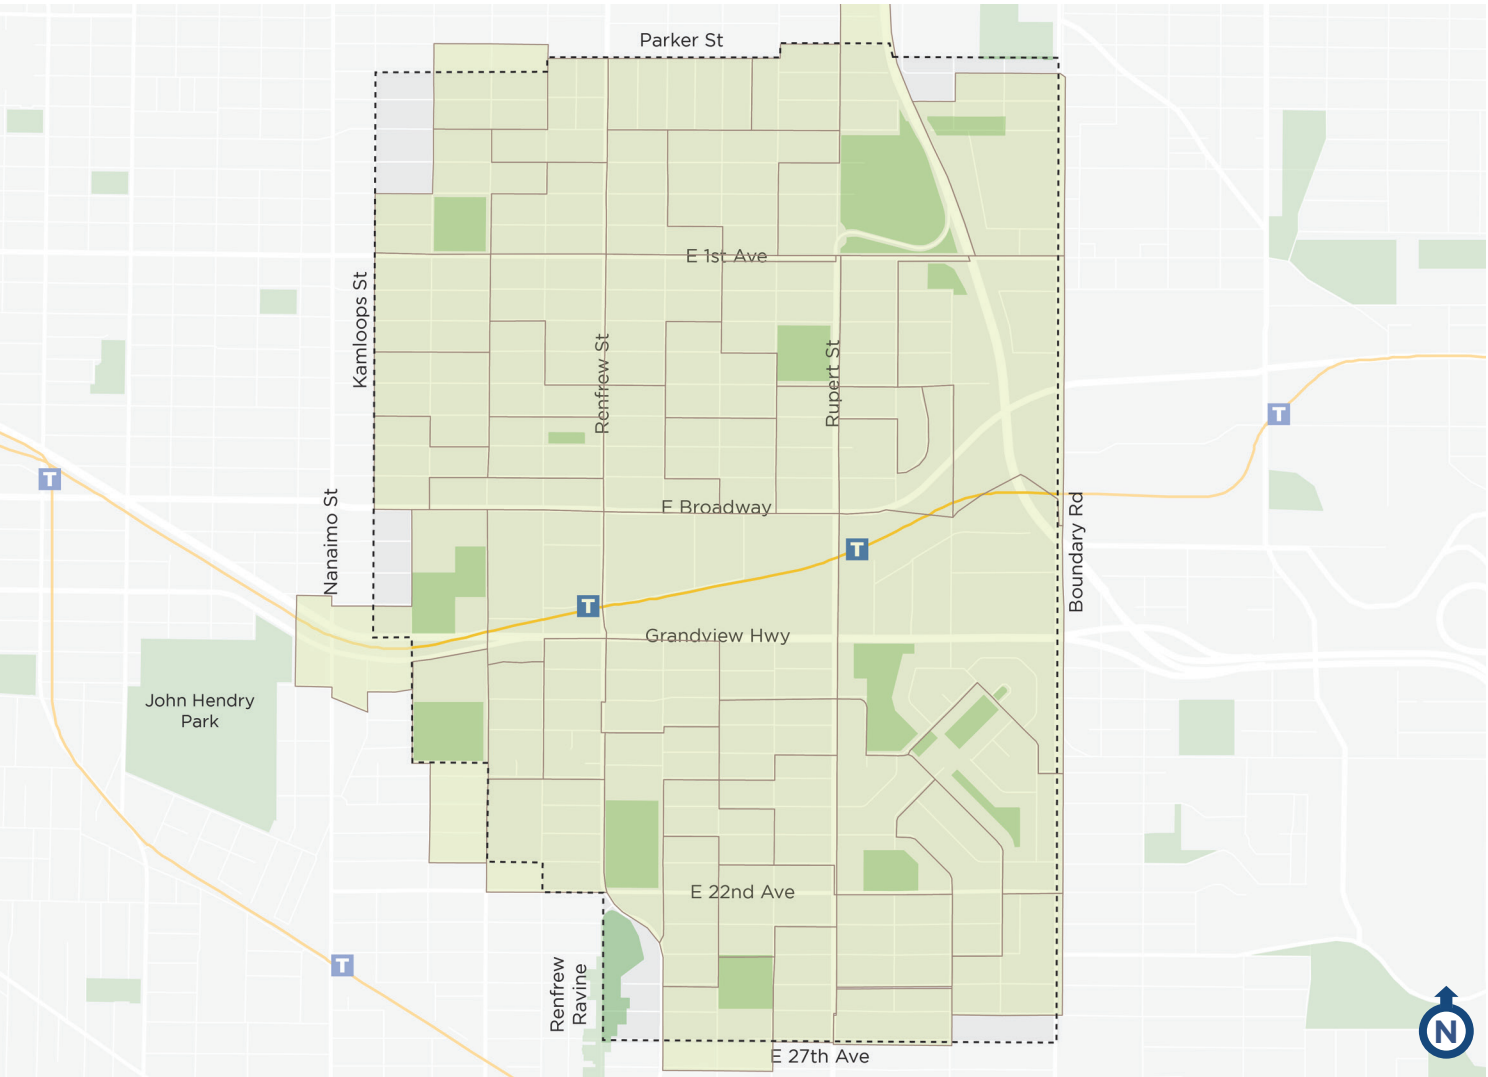 Parker St
E 1st Ave
Kamloops St
Renfrew St
Rupert St
T
T
Nanaimo St
E Broadway
Boundary Rd
T
T
Grandview Hwy
John Hendry
Park
E 22nd Ave
T
Renfrew
Ravine
N
E 27th Ave